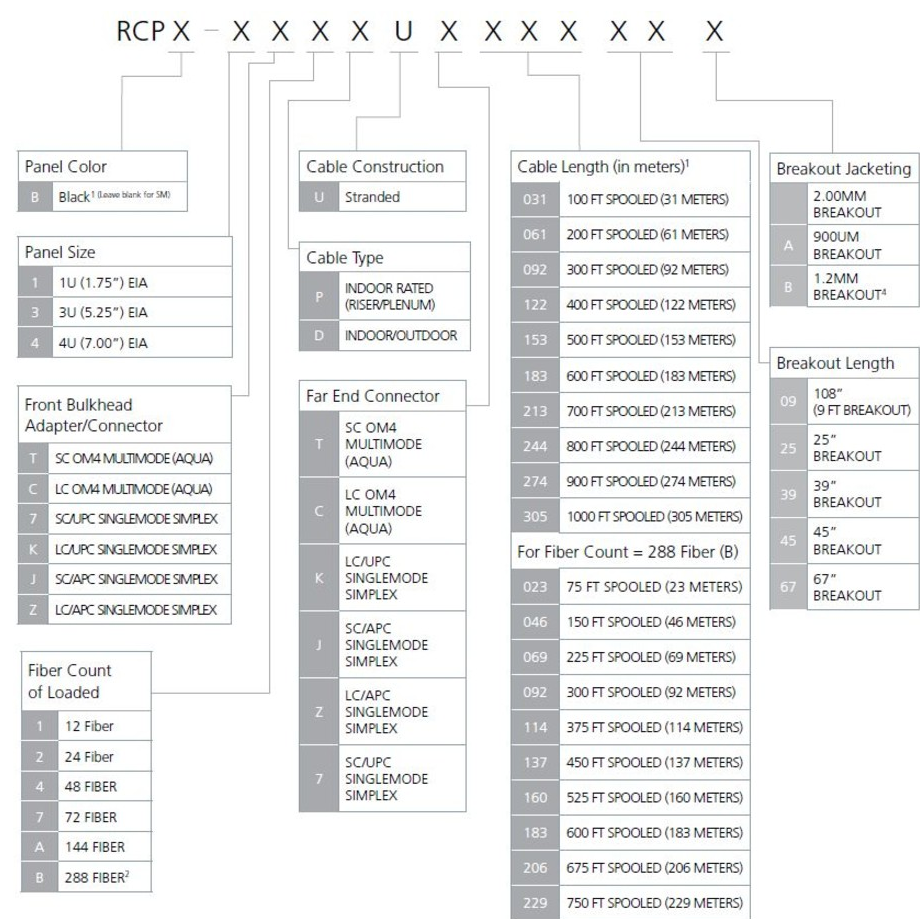 RCP X – X X X X U X X X X X X X
Panel Color
B Black¹ (Leave blank for SM)
Panel Size
1 1U (1.75”) EIA
3 3U (5.25”) EIA
4 4U (7.00”) EIA
Front Bulkhead
Adapter/Connector
T SC OM4 MULTIMODE (AQUA)
C LC OM4 MULTIMODE (AQUA)
7 SC/UPC SINGLEMODE SIMPLEX
K LC/UPC SINGLEMODE SIMPLEX
J SC/APC SINGLEMODE SIMPLEX
Z LC/APC SINGLEMODE SIMPLEX
Fiber Count
of Loaded
1 12 Fiber
2 24 Fiber
4 48 FIBER
7 72 FIBER
A 144 FIBER
B 288 FIBER²
Cable Construction
U Stranded
Cable Type
P INDOOR RATED
(RISER/PLENUM)
D INDOOR/OUTDOOR
Far End Connector
T SC OM4
MULTIMODE
(AQUA)
C LC OM4
MULTIMODE
(AQUA)
K LC/UPC
SINGLEMODE
SIMPLEX
J SC/APC
SINGLEMODE
SIMPLEX
Z LC/APC
SINGLEMODE
SIMPLEX
7 SC/UPC
SINGLEMODE
SIMPLEX
Cable Length (in meters)¹
031 100 FT SPOOLED (31 METERS)
061 200 FT SPOOLED (61 METERS)
092 300 FT SPOOLED (92 METERS)
122 400 FT SPOOLED (122 METERS)
153 500 FT SPOOLED (153 METERS)
183 600 FT SPOOLED (183 METERS)
213 700 FT SPOOLED (213 METERS)
244 800 FT SPOOLED (244 METERS)
274 900 FT SPOOLED (274 METERS)
305 1000 FT SPOOLED (305 METERS)
For Fiber Count = 288 Fiber (B)
023 75 FT SPOOLED (23 METERS)
046 150 FT SPOOLED (46 METERS)
069 225 FT SPOOLED (69 METERS)
092 300 FT SPOOLED (92 METERS)
114 375 FT SPOOLED (114 METERS)
137 450 FT SPOOLED (137 METERS)
160 525 FT SPOOLED (160 METERS)
183 600 FT SPOOLED (183 METERS)
206 675 FT SPOOLED (206 METERS)
229 750 FT SPOOLED (229 METERS)
Breakout Jacketing
2.00MM
BREAKOUT
A 900UM
BREAKOUT
B 1.2MM
BREAKOUT⁴
Breakout Length
09 108”
(9 FT BREAKOUT)
25 25”
BREAKOUT
39 39”
BREAKOUT
45 45”
BREAKOUT
67 67”
BREAKOUT